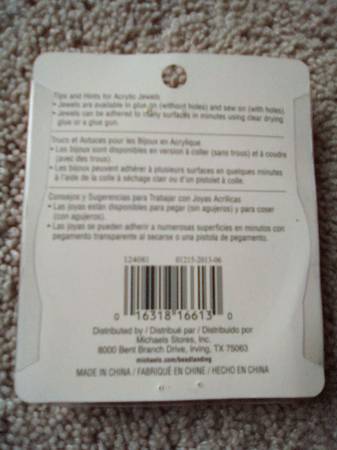 Tips and Hints for Acrylic Jewels
• Jewels are available in glue on (without holes) and sew on (with holes).
• Jewels can be adhered to many surfaces in minutes using clear drying
glue or a glue gun.
Trucs et Astuces pour les Bijoux en Acrylique
• Les bijoux sont disponibles en version à coller (sans trous) et à coudre
(avec des trous).
• Les bijoux peuvent adhérer à plusieurs surfaces en quelques minutes
à l'aide de la colle à séchage clair ou d'un pistolet à colle.
Consejos y Sugerencias para Trabajar con Joyas Acrílicas
• Las joyas están disponibles para pegar (sin agujeros) y para coser
(con agujeros).
• Las joyas se pueden adherir a numerosas superficies en minutos con
pegamento transparente al secarse o una pistola de pegamento.
1246081 01215-2013-06
0 16318 16613 0
Distributed by / Distribué par / Distribuido por
Michaels Stores, Inc.
8000 Bent Branch Drive, Irving, TX 75063
michaels.com/beadlanding
MADE IN CHINA / FABRIQUÉ EN CHINE / HECHO EN CHINA